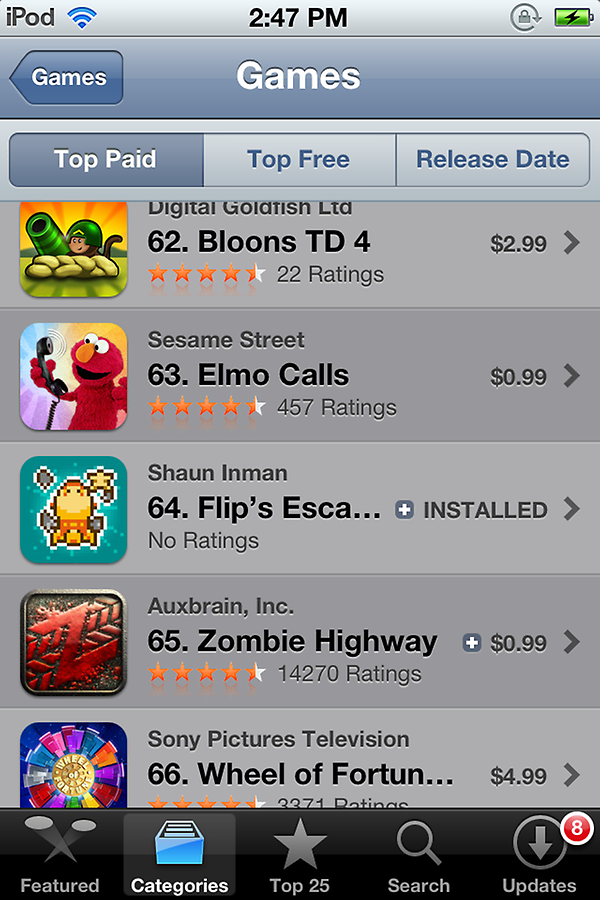 iPod 2:47 PM
Games Games
Top Paid Top Free Release Date
Digital Goldfish Ltd
62. Bloons TD 4 $2.99
22 Ratings
Sesame Street
63. Elmo Calls $0.99
457 Ratings
Shaun Inman
64. Flip's Esca... INSTALLED
No Ratings
Auxbrain, Inc.
65. Zombie Highway $0.99
14270 Ratings
Sony Pictures Television
66. Wheel of Fortun... $4.99
3371 Ratings
8
Featured Categories Top 25 Search Updates